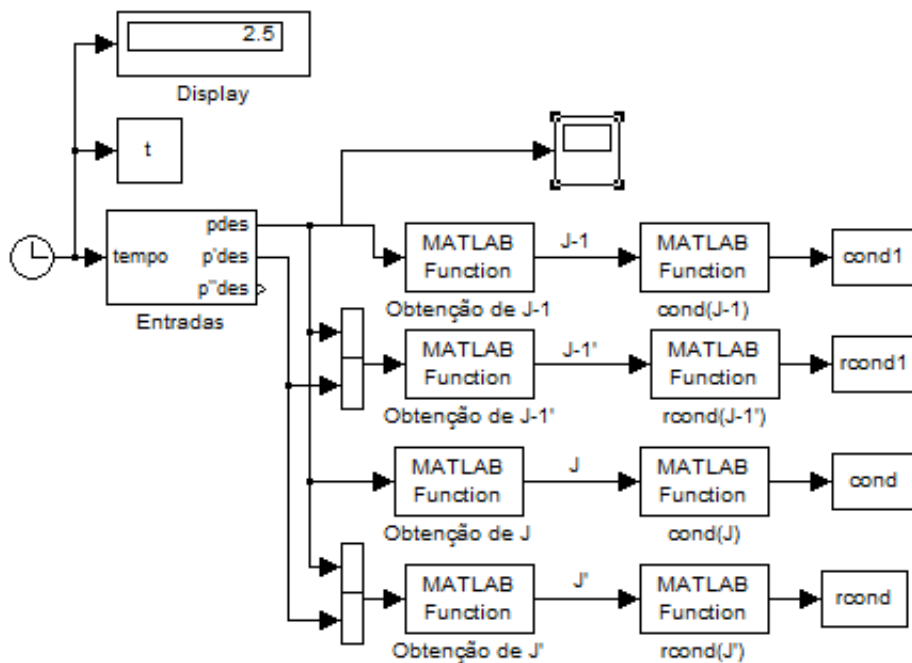 2.5
Display
t
tempo
pdes
p'des
p''des
Entradas
MATLAB
Function
Obtenção de J-1
J-1
MATLAB
Function
cond(J-1)
cond1
MATLAB
Function
Obtenção de J-1'
J-1'
MATLAB
Function
rcond(J-1')
rcond1
MATLAB
Function
Obtenção de J
J
MATLAB
Function
cond(J)
cond
MATLAB
Function
Obtenção de J'
J'
MATLAB
Function
rcond(J')
rcond